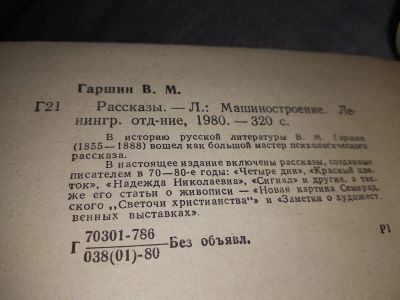 Гаршин В. М.
Г21 Рассказы. — Л.: Машиностроение. Ле-
нингр. отд-ние, 1980. — 320 с.
В историю русской литературы В. М. Гаршин
(1855—1888) вошел как большой мастер психологического
рассказа.
В настоящее издание включены рассказы, созданные
писателем в 70—80-е годы: «Четыре дня», «Красный цве-
ток», «Надежда Николаевна», «Сигнал» и другие, а так-
же его статьи о живописи — «Новая картина Семирад-
ского „Светочи христианства“» и «Заметки о художест-
венных выставках».
Г 70301-786
038(01)-80 Без объявл.
Р1